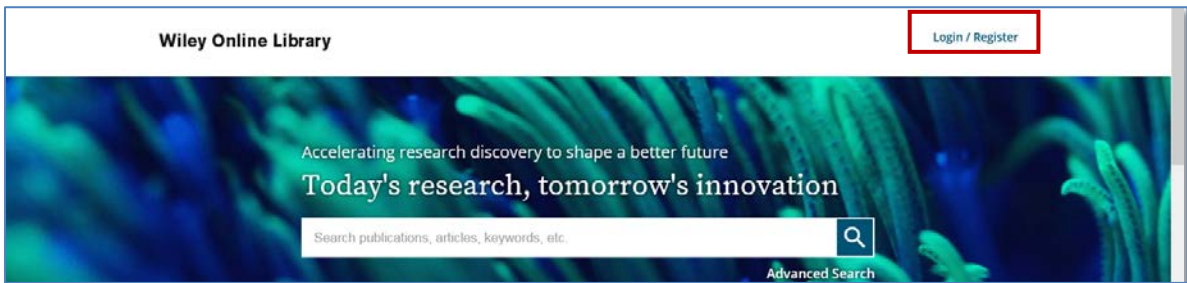 Wiley Online Library
Login / Register
Accelerating research discovery to shape a better future
Today's research, tomorrow's innovation
Search publications, articles, keywords, etc.
Advanced Search